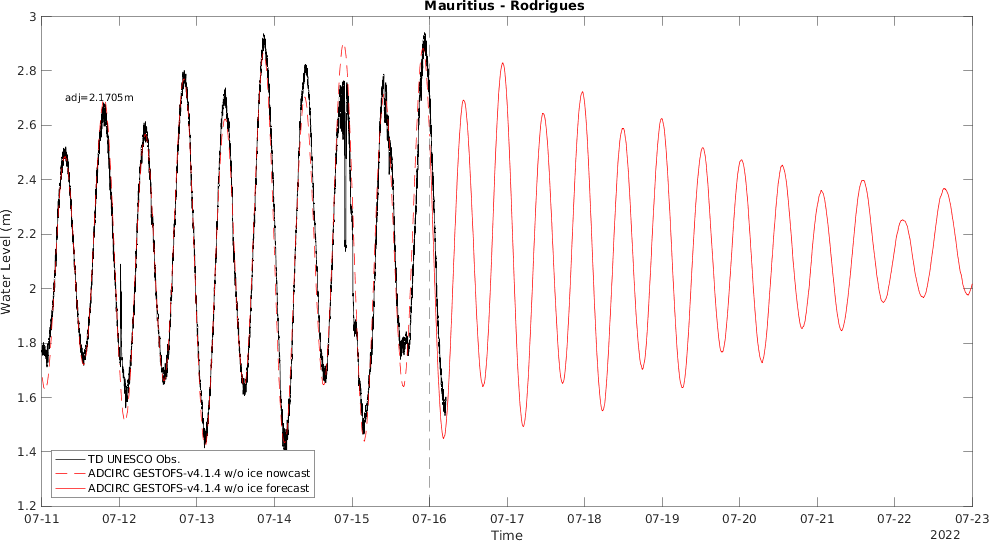 Mauritius - Rodrigues
3
2.8
2.6
2.4
2.2
2
1.8
1.6
1.4
1.2
Water Level (m)
adj=2.1705m
TD UNESCO Obs.
ADCIRC GESTOFS-v4.1.4 w/o ice nowcast
ADCIRC GESTOFS-v4.1.4 w/o ice forecast
07-11 07-12 07-13 07-14 07-15 07-16 07-17 07-18 07-19 07-20 07-21 07-22 07-23
Time
2022